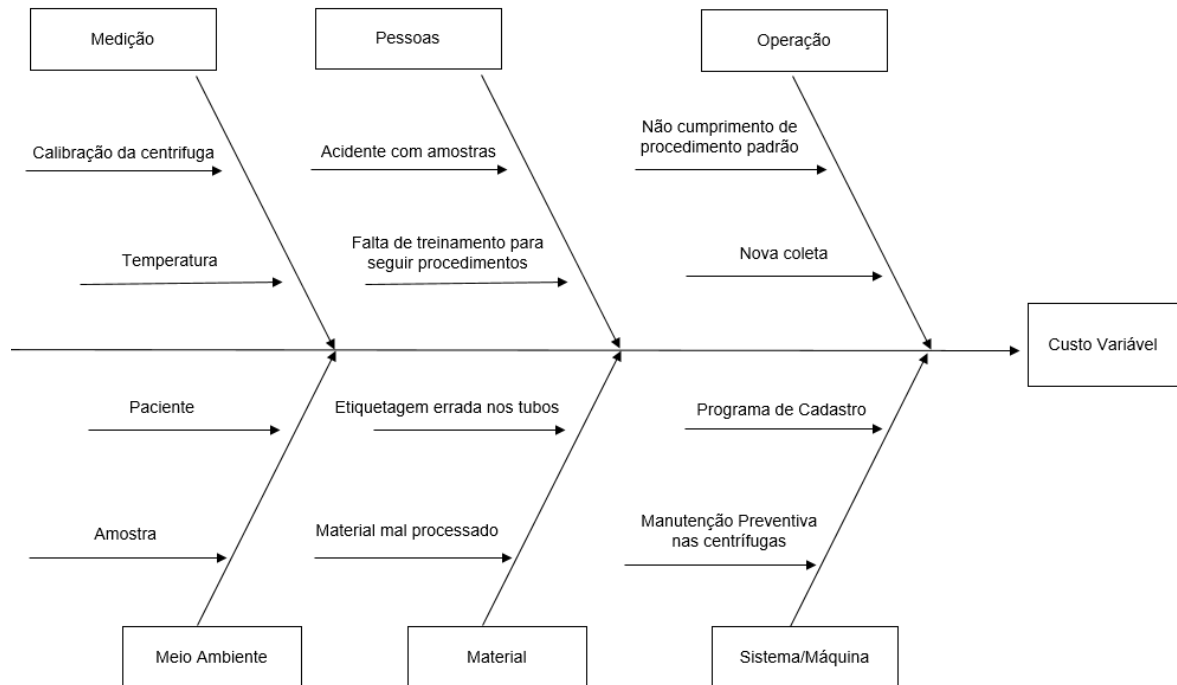 Medição
Pessoas
Operação
Calibração da centrifuga
Acidente com amostras
Não cumprimento de
procedimento padrão
Temperatura
Falta de treinamento para
seguir procedimentos
Nova coleta
Custo Variável
Paciente
Etiquetagem errada nos tubos
Programa de Cadastro
Amostra
Material mal processado
Manutenção Preventiva
nas centrífugas
Meio Ambiente
Material
Sistema/Máquina